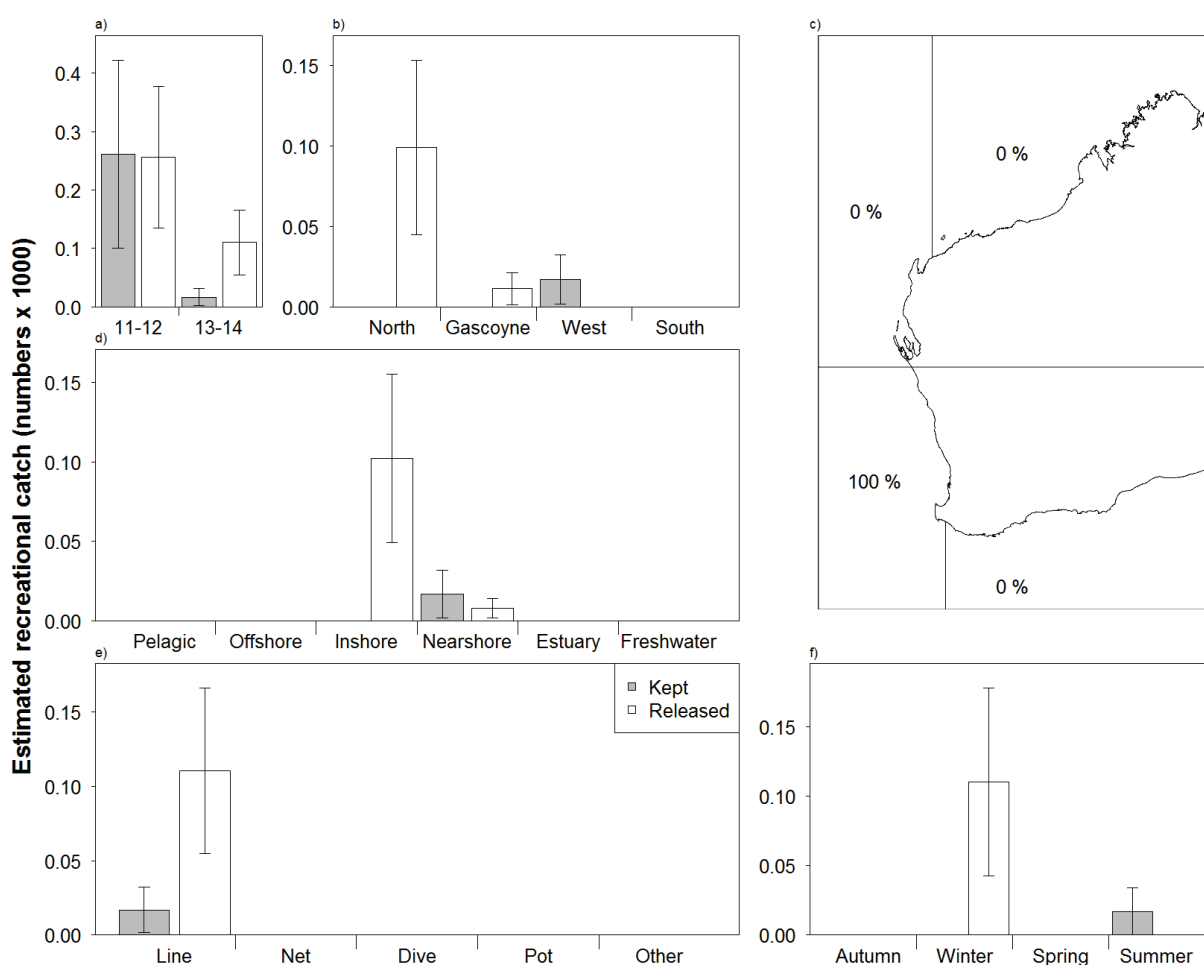 Estimated recreational catch (numbers x 1000)
a)
0.4
0.3
0.2
0.1
0.0
11-12 13-14
b)
0.15
0.10
0.05
0.00
North Gascoyne West South
c)
0 %
0 %
100 %
0 %
d)
0.15
0.10
0.05
0.00
Pelagic Offshore Inshore Nearshore Estuary Freshwater
e)
Kept
Released
0.15
0.10
0.05
0.00
Line Net Dive Pot Other
f)
0.15
0.10
0.05
0.00
Autumn Winter Spring Summer